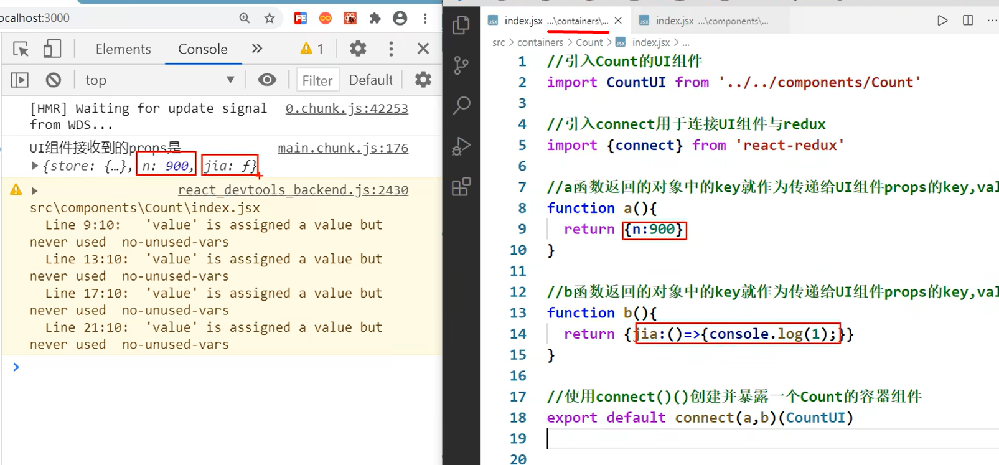 ocalhost:3000
FE
Elements
Console
1
top
Filter
Default
[HMR] Waiting for update signal
0.chunk.js:42253
from WDS...
UI组件接收到的props是
main.chunk.js:176
{store: {…}, n: 900, jia: ƒ}
react_devtools_backend.js:2430
src\components\Count\index.jsx
Line 9:10: 'value' is assigned a value but
never used no-unused-vars
Line 13:10: 'value' is assigned a value but
never used no-unused-vars
Line 17:10: 'value' is assigned a value but
never used no-unused-vars
Line 21:10: 'value' is assigned a value but
never used no-unused-vars
JSX index.jsx ...\containers\...
JSX index.jsx ...\components\...
src > containers > Count > JSX index.jsx > ...
1 //引入Count的UI组件
2 import CountUI from '../../components/Count'
3
4 //引入connect用于连接UI组件与redux
5 import {connect} from 'react-redux'
6
7 //a函数返回的对象中的key就作为传递给UI组件props的key,val
8 function a(){
9 return {n:900}
10 }
11
12 //b函数返回的对象中的key就作为传递给UI组件props的key,val
13 function b(){
14 return {jia:()=>{console.log(1);}}
15 }
16
17 //使用connect()()创建并暴露一个Count的容器组件
18 export default connect(a,b)(CountUI)
19
20